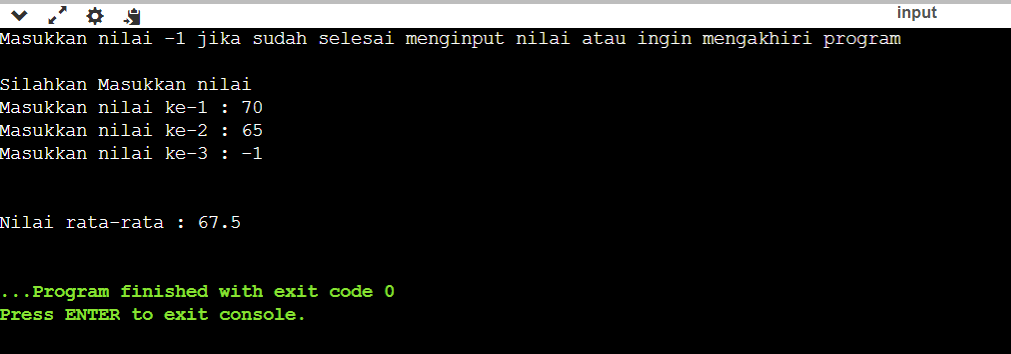 input
Masukkan nilai -1 jika sudah selesai menginput nilai atau ingin mengakhiri program
Silahkan Masukkan nilai
Masukkan nilai ke-1 : 70
Masukkan nilai ke-2 : 65
Masukkan nilai ke-3 : -1
Nilai rata-rata : 67.5
...Program finished with exit code 0
Press ENTER to exit console.